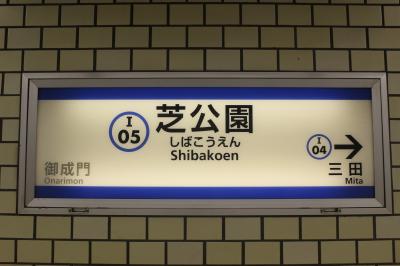 I
05
芝公園
しばこうえん
Shibakoen
I
04
三田
Mita
御成門
Onarimon